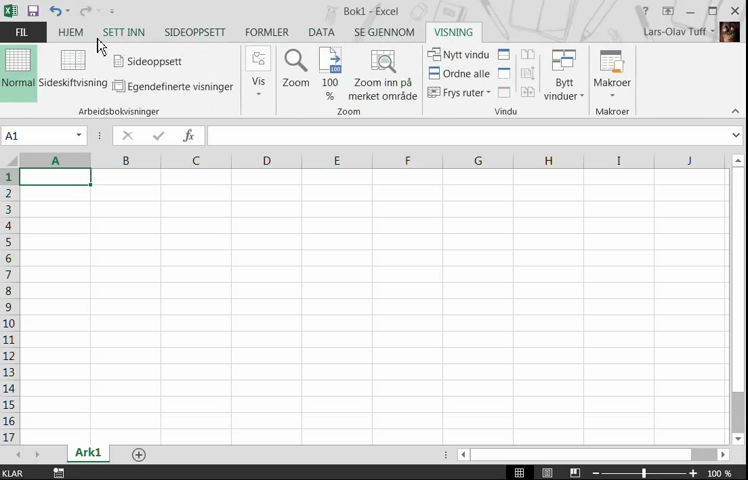 Bok1 - Excel
FIL HJEM SETT INN SIDEOPPSETT FORMLER DATA SE GJENNOM VISNING Lars-Olav Tuff
Normal Sideskiftvisning Sideoppsett Egendefinerte visninger
Arbeidsbokvisninger
Vis
Zoom 100 % Zoom inn på merket område
Zoom
Nytt vindu
Ordne alle
Frys ruter
Bytt vinduer
Vindu
Makroer
Makroer
A1 fx
A B C D E F G H I J
1
2
3
4
5
6
7
8
9
10
11
12
13
14
15
16
17
Ark1
KLAR 100 %